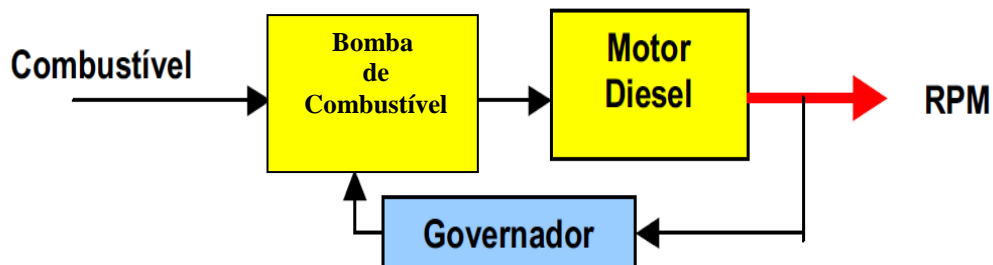 Combustível
Bomba
de
Combustível
Motor
Diesel
RPM
Governador